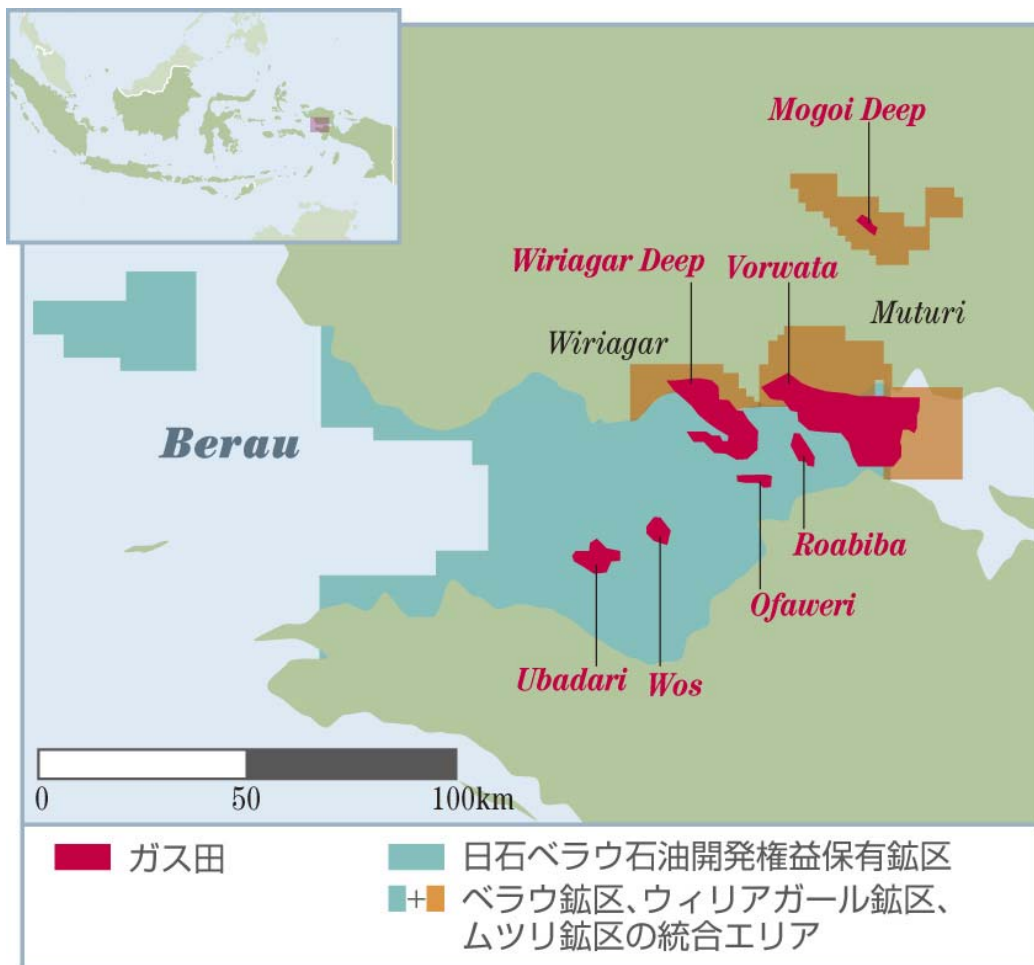 Mogoi Deep
Wiriagar Deep
Vorwata
Wiriagar
Muturi
Berau
Roabiba
Ofaweri
Ubadari
Wos
0
50
100km
ガス田
日石ベラウ石油開発権益保有鉱区
+
ベラウ鉱区、ウィリアガール鉱区、
ムツリ鉱区の統合エリア